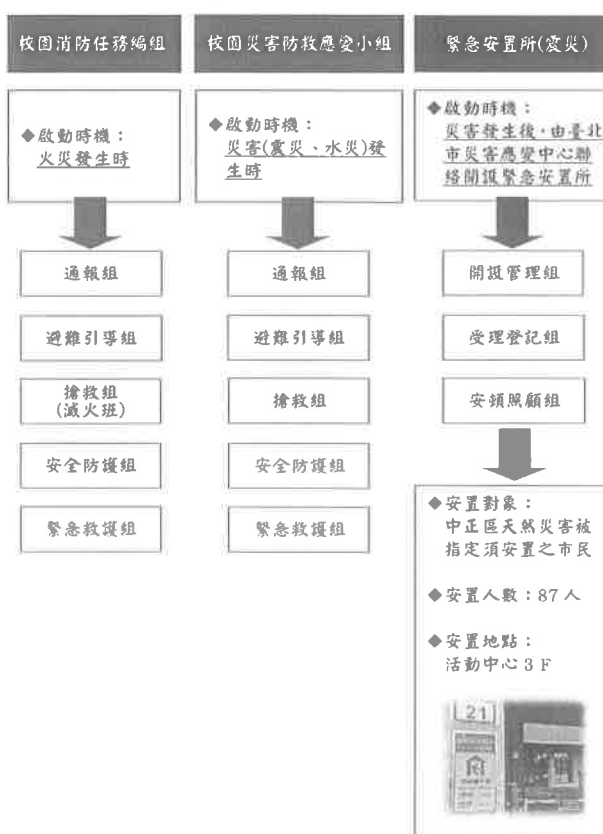 校園消防任務編組
◆啟動時機：
火災發生時
通報組
避難引導組
搶救組
(滅火班)
安全防護組
緊急救護組
校園災害防救應變小組
◆啟動時機：
災害(震災、水災)發
生時
通報組
避難引導組
搶救組
安全防護組
緊急救護組
緊急安置所(震災)
◆啟動時機：
災害發生後，由臺北
市災害應變中心聯
絡開設緊急安置所
開設管理組
受理登記組
安頓照顧組
◆安置對象：
中正區天然災害被
指定須安置之市民
◆安置人數：87人
◆安置地點：
活動中心3F
21